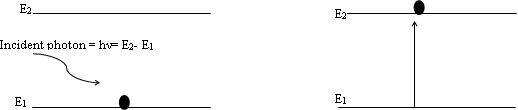 E2
E2
Incident photon = hν= E2- E1
E1
E1